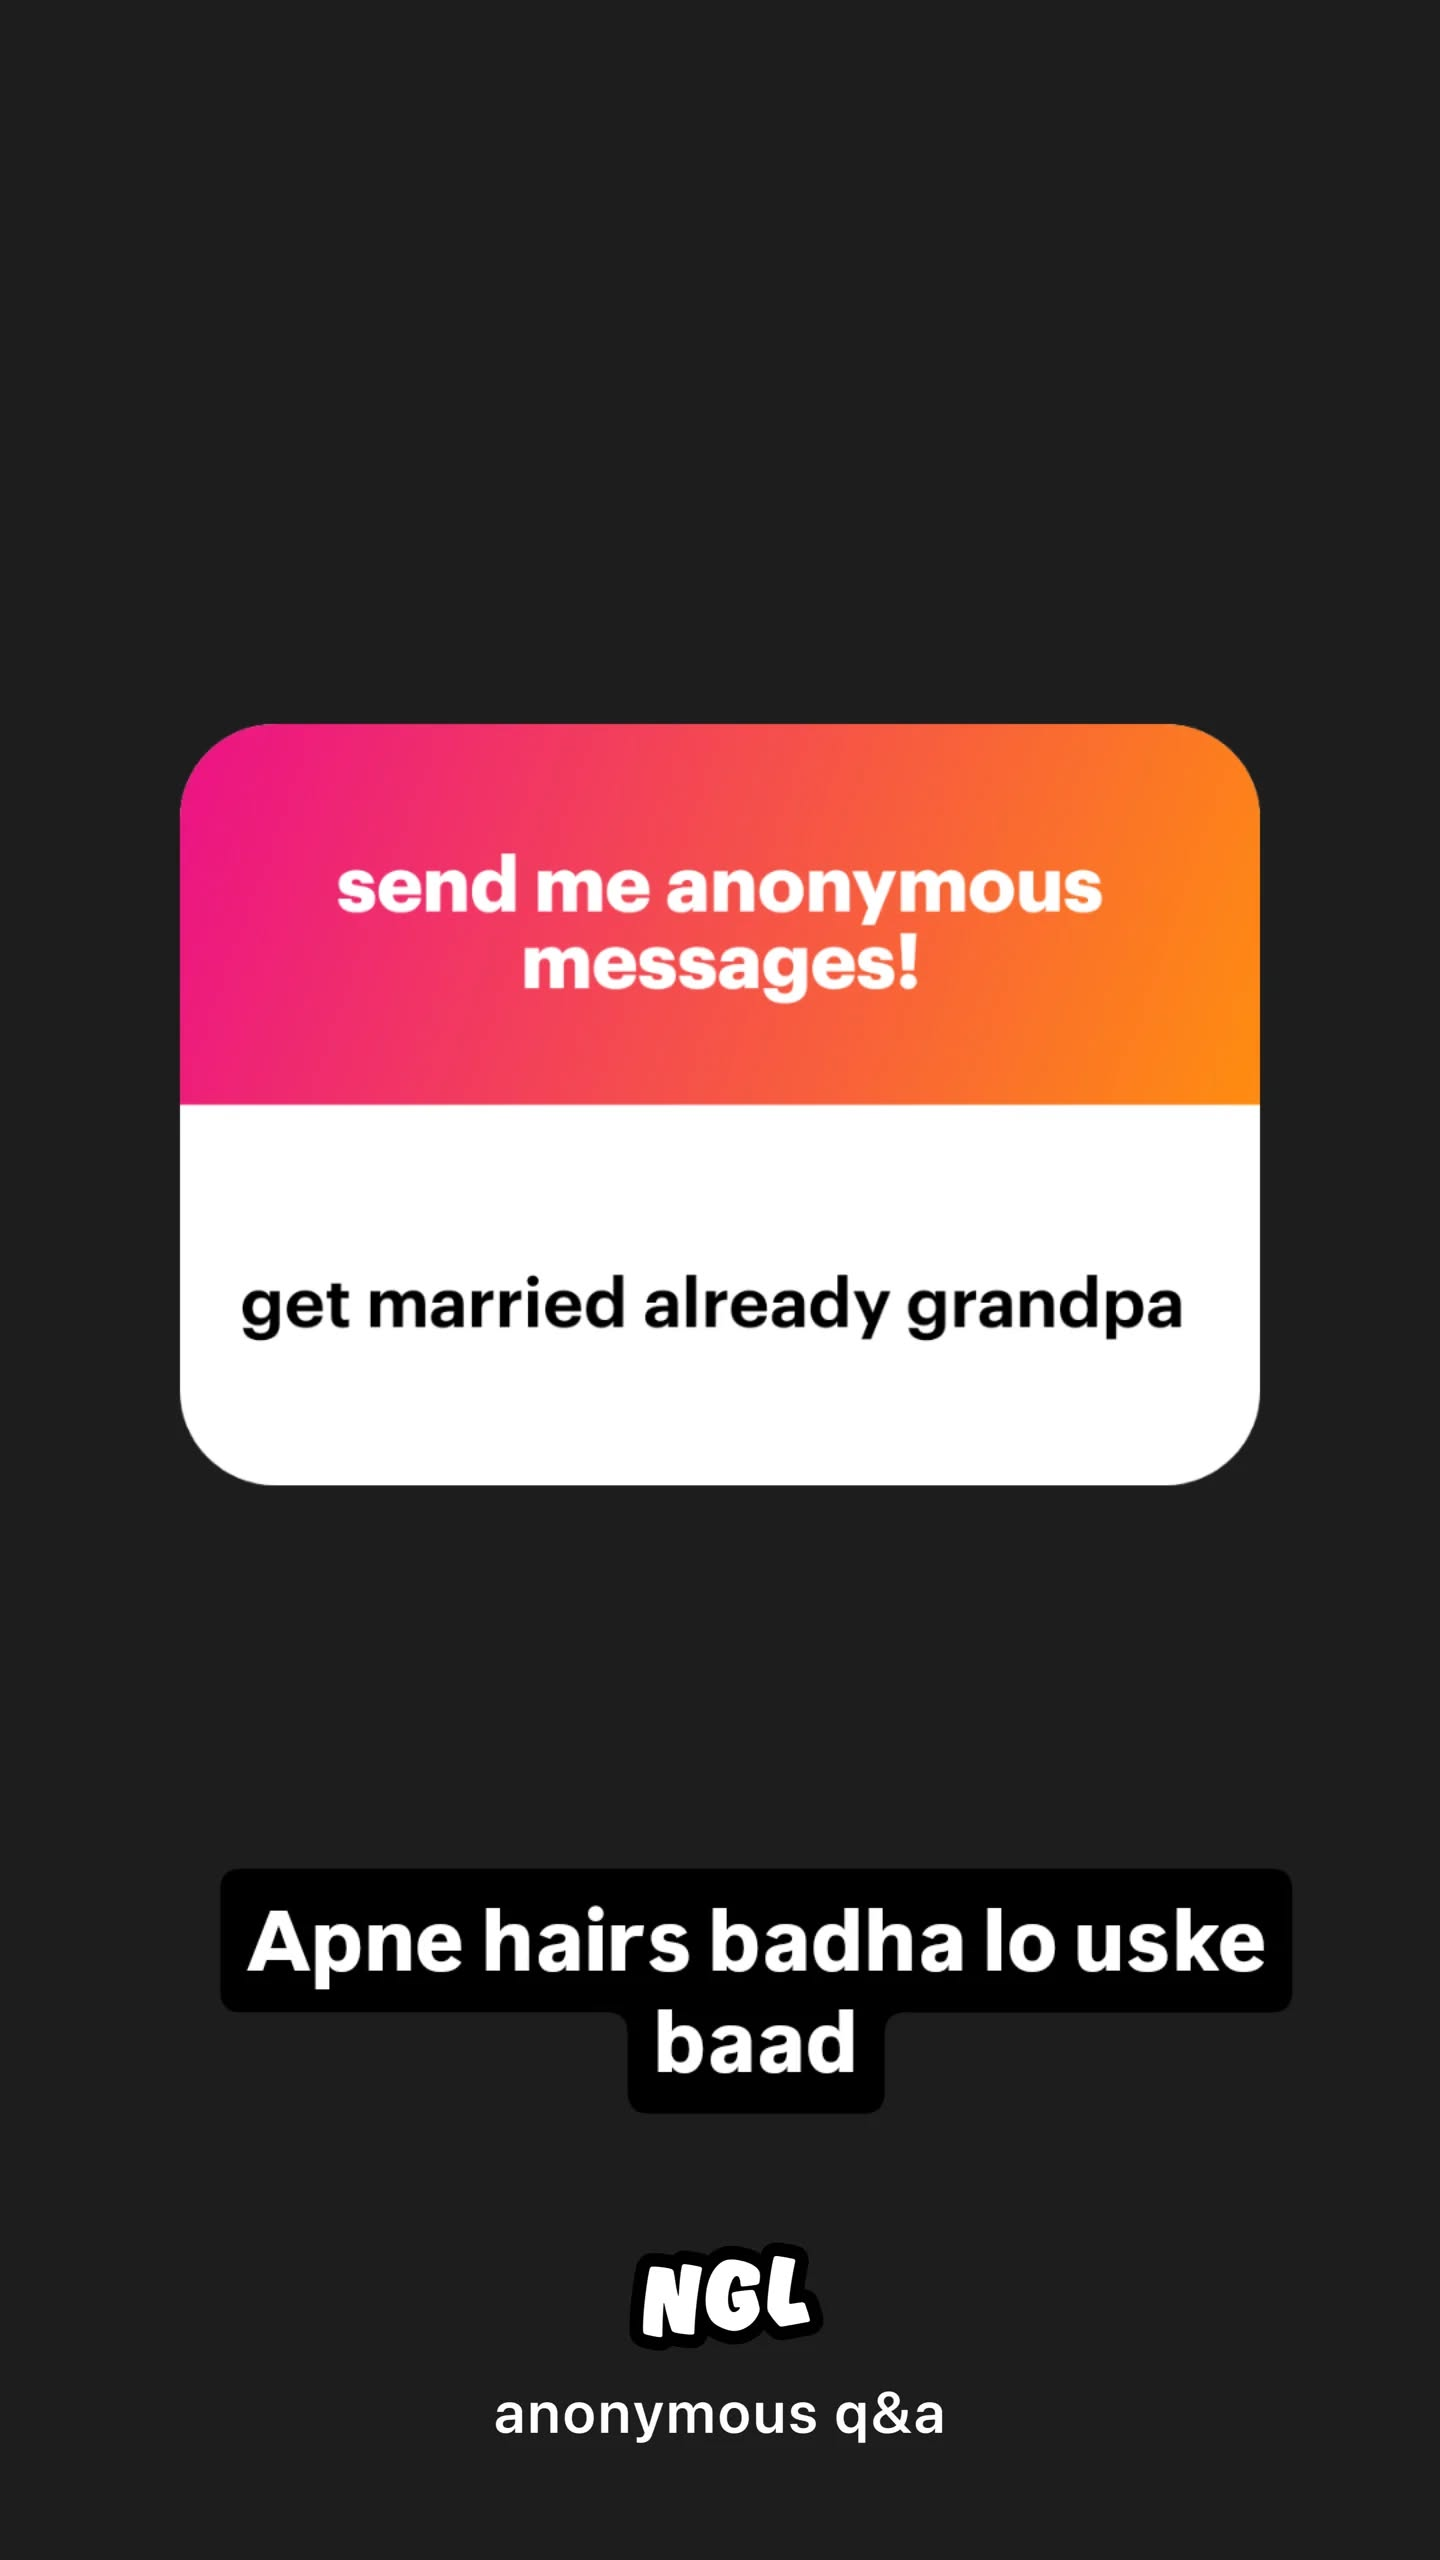 send me anonymous
messages!
get married already grandpa
Apne hairs badha lo uske
baad
NGL
anonymous q&a